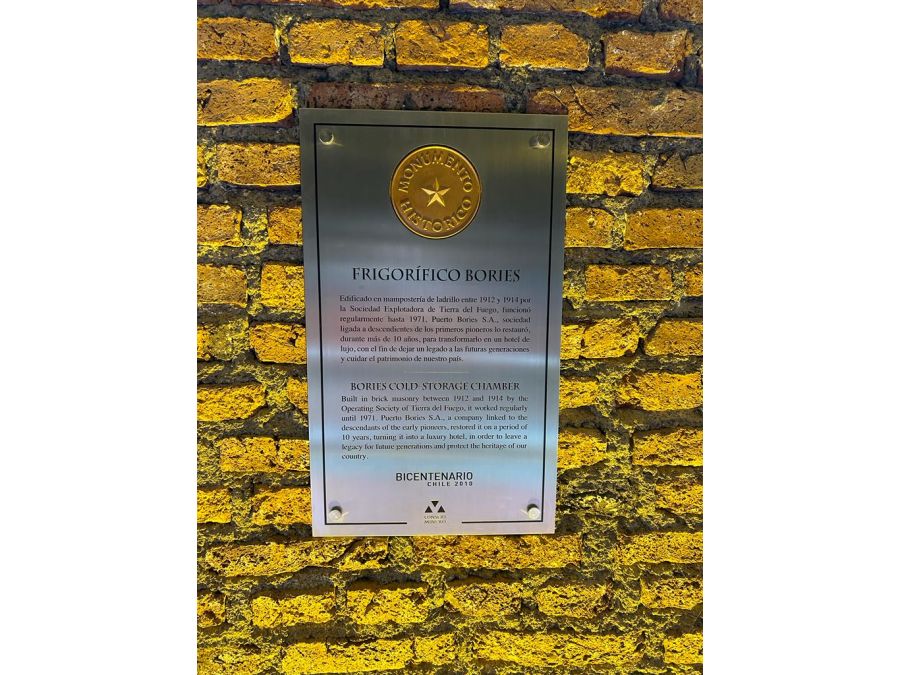 MONUMENTO
HISTORICO
FRIGORÍFICO BORIES
Edificado en mampostería de ladrillo entre 1912 y 1914 por
la Sociedad Explotadora de Tierra del Fuego, funcionó
regularmente hasta 1971. Puerto Bories S.A., sociedad
ligada a descendientes de los primeros pioneros lo restauró,
durante más de 10 años, para transformarlo en un hotel de
lujo, con el fin de dejar un legado a las futuras generaciones
y cuidar el patrimonio de nuestro país.
BORIES COLD-STORAGE CHAMBER
Built in brick masonry between 1912 and 1914 by the
Operating Society of Tierra del Fuego, it worked regularly
until 1971. Puerto Bories S.A., a company linked to the
descendants of the early pioneers, restored it on a period of
10 years, turning it into a luxury hotel, in order to leave a
legacy for future generations and protect the heritage of our
country.
BICENTENARIO
CHILE 2010
CONSEJO